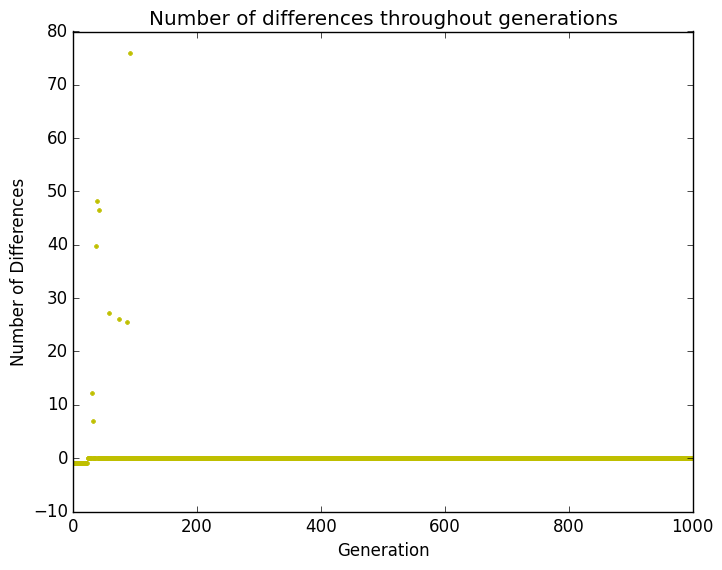 Number of differences throughout generations
80
70
60
50
40
30
20
10
0
−10
0 200 400 600 800 1000
Number of Differences
Generation